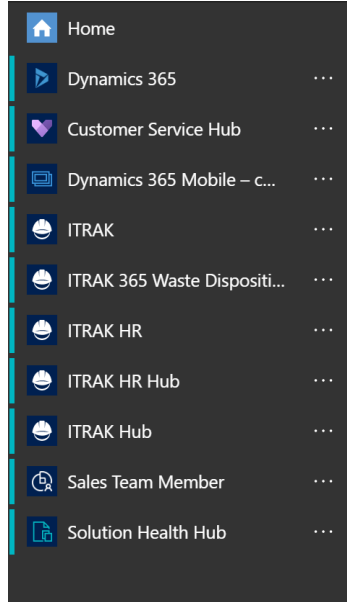 Home
Dynamics 365
Customer Service Hub
Dynamics 365 Mobile – c...
ITRAK
ITRAK 365 Waste Dispositi...
ITRAK HR
ITRAK HR Hub
ITRAK Hub
Sales Team Member
Solution Health Hub